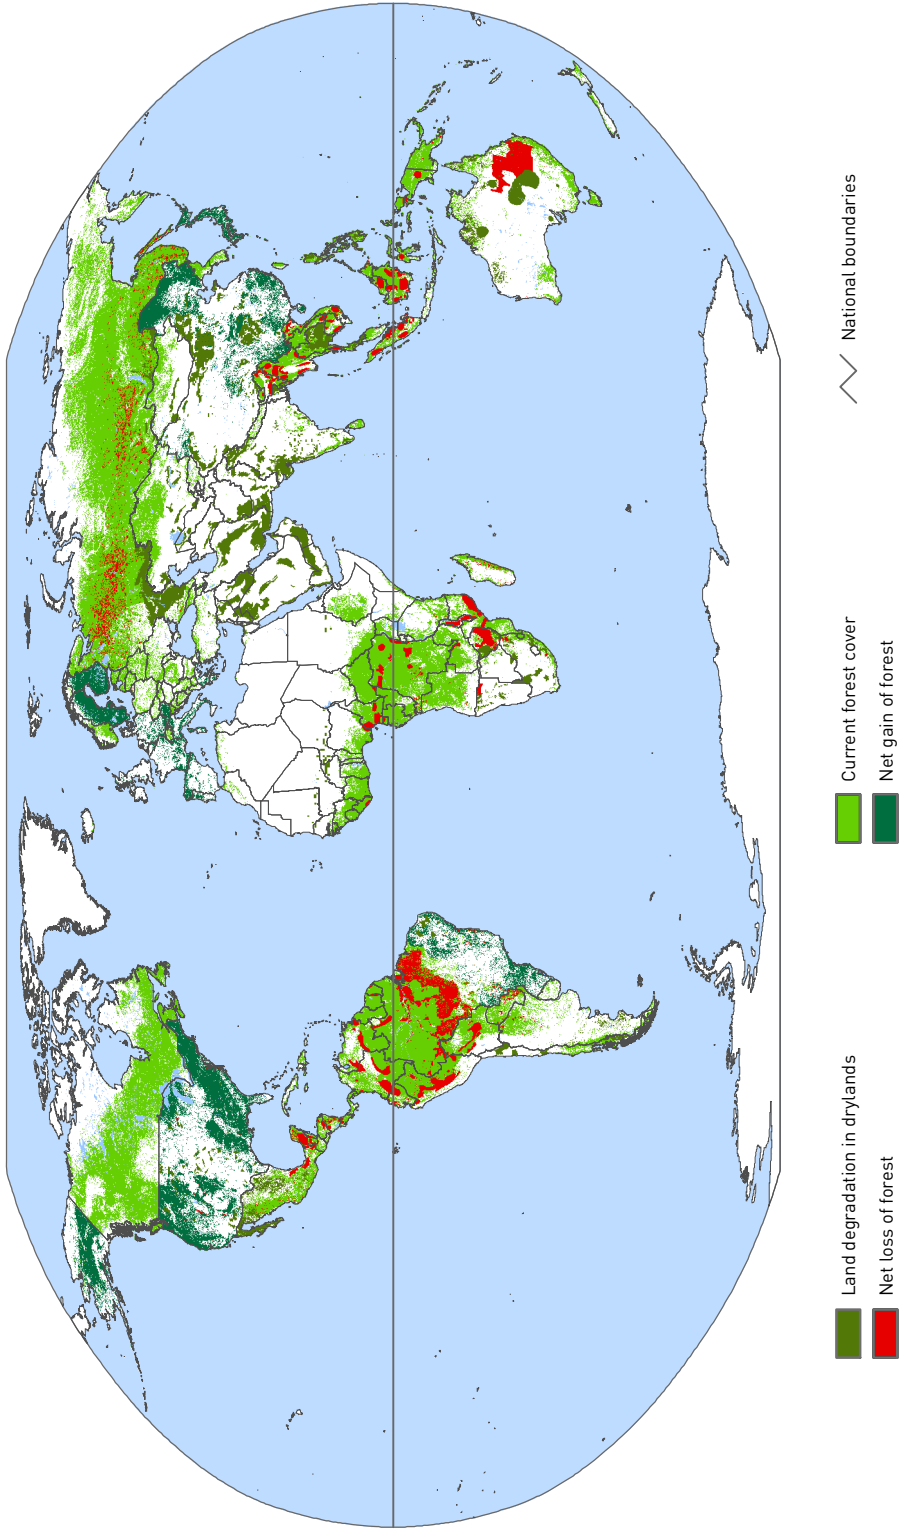 Land degradation in drylands
Current forest cover
National boundaries
Net loss of forest
Net gain of forest